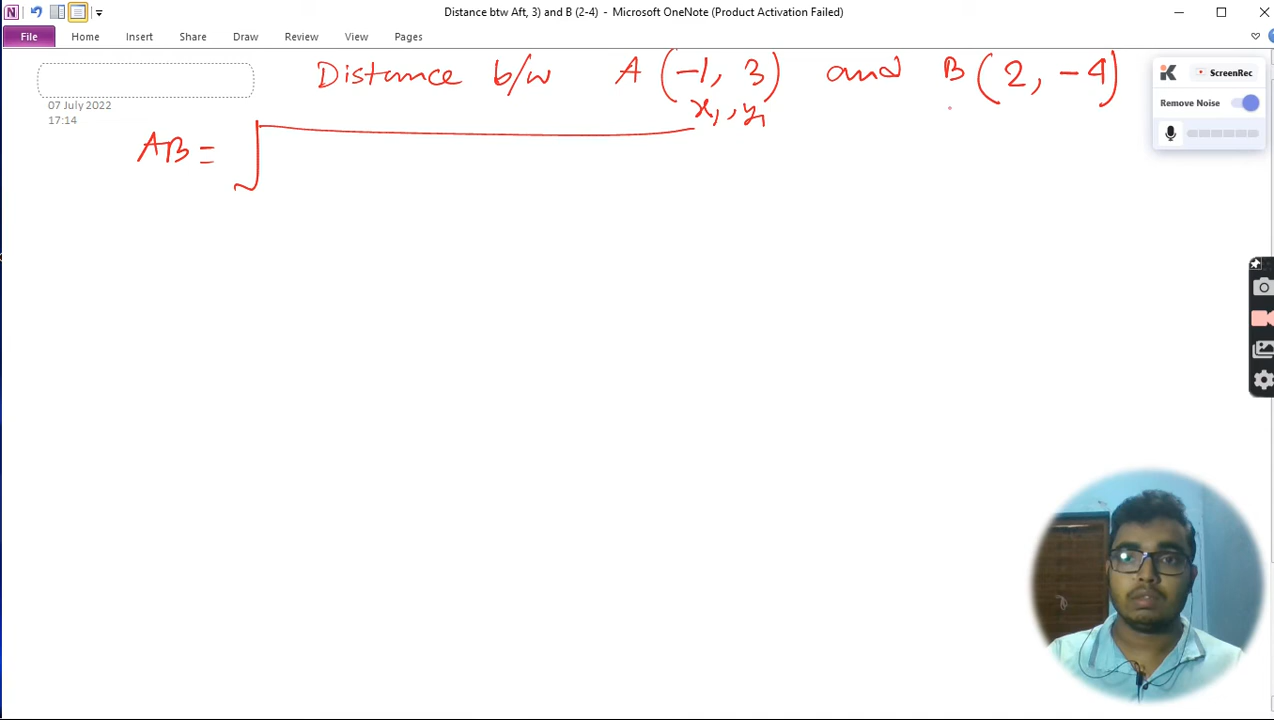 Distance btw Aft, 3) and B (2-4) - Microsoft OneNote (Product Activation Failed)
File Home Insert Share Draw Review View Pages
ScreenRec
Remove Noise
Distance b/w A (-1, 3) and B (2, -4)
x₁, y₁
07 July 2022
17:14
AB = √